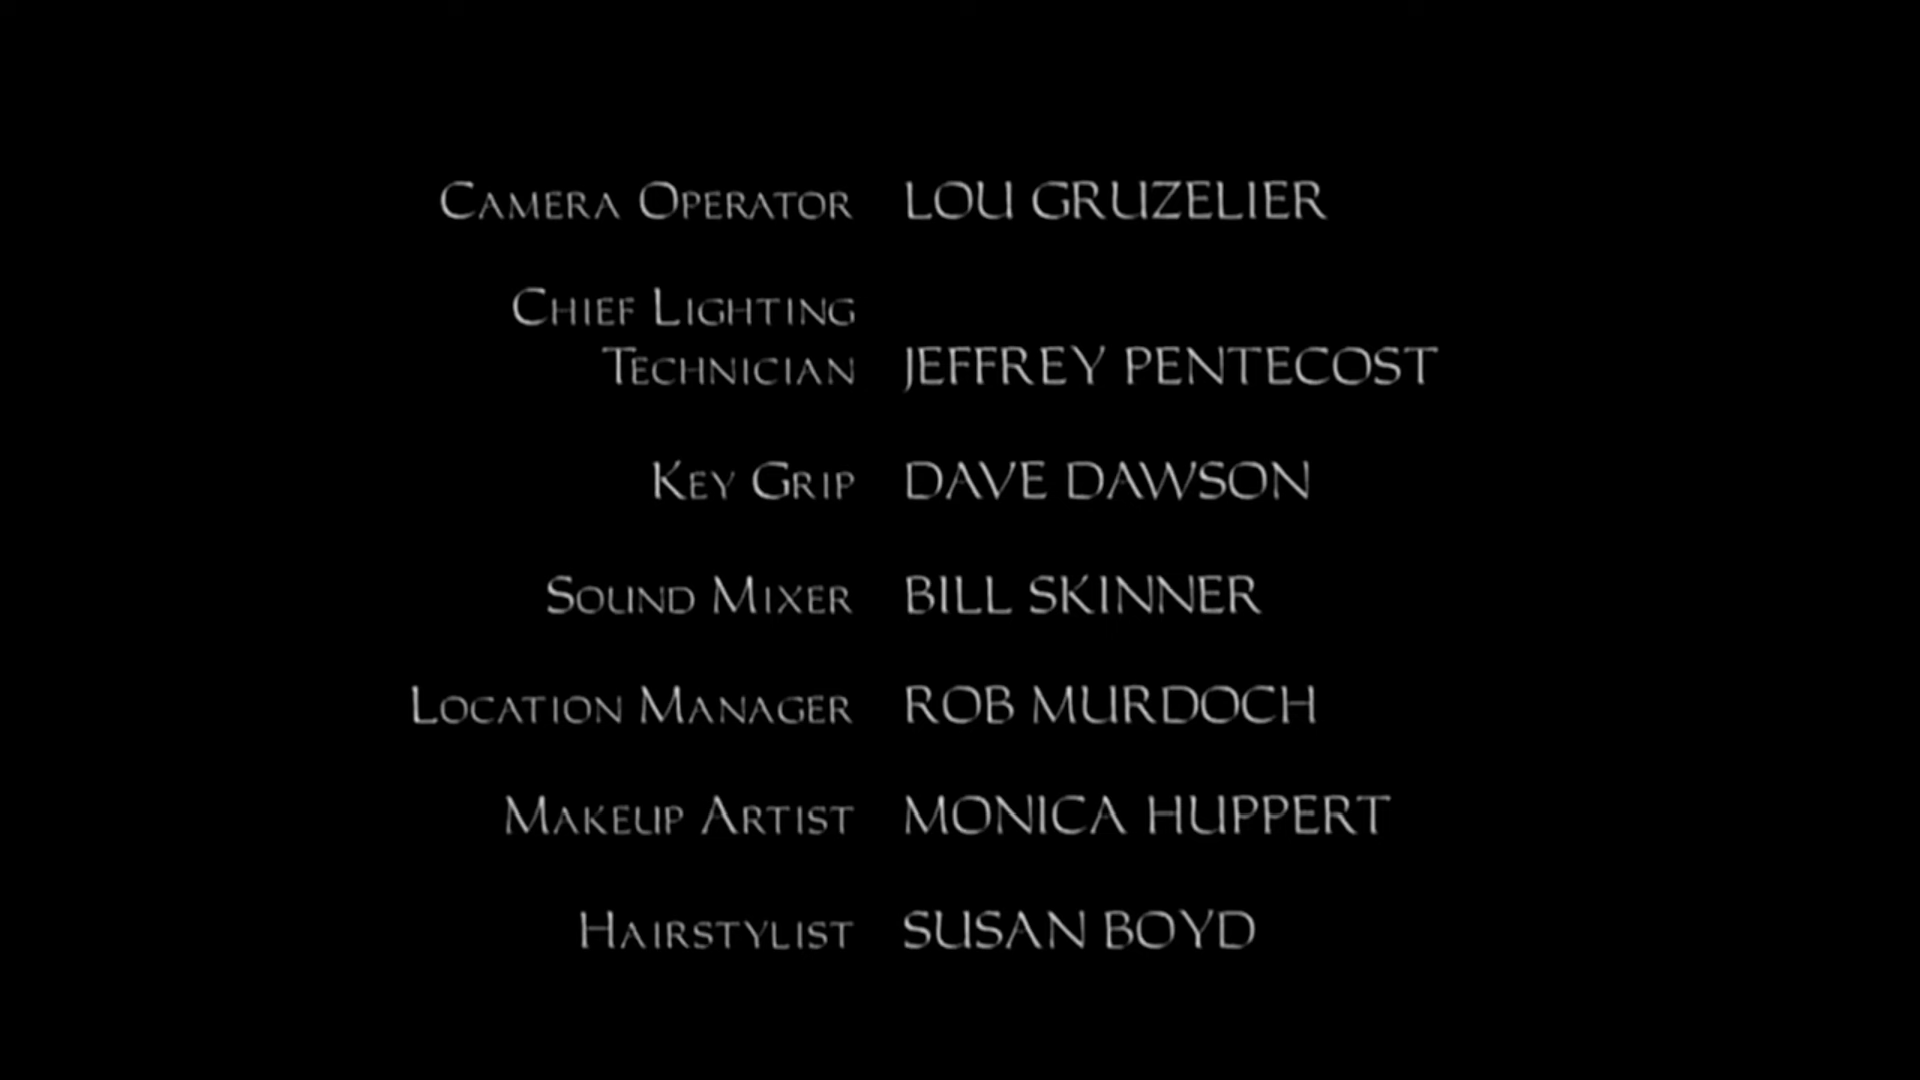 Camera Operator LOU GRUZELIER
Chief Lighting
Technician JEFFREY PENTECOST
Key Grip DAVE DAWSON
Sound Mixer BILL SKINNER
Location Manager ROB MURDOCH
Makeup Artist MONICA HUPPERT
Hairstylist SUSAN BOYD